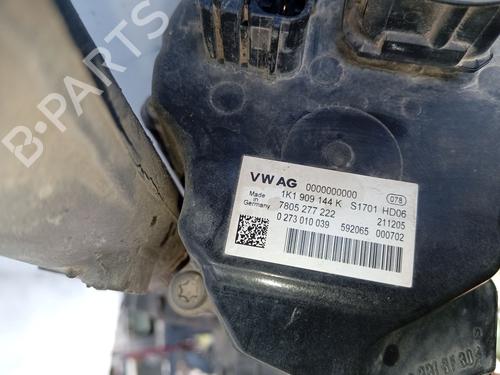 B-PARTS
VW AG 0000000000 078
Made in Germany
1K1 909 144 K S1701 HD06
7805 277 222 211205
0 273 010 039 592065 000702